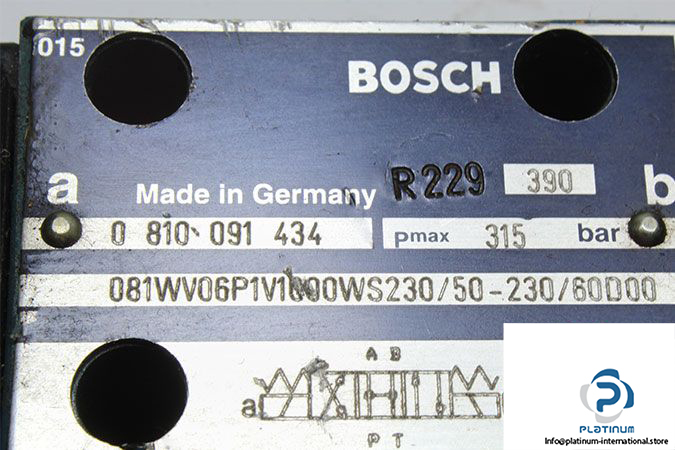 015
BOSCH
R229 390
a b
Made in Germany
0 810 091 434 pmax 315 bar
081WV06P1V1000WS230/50-230/60D00
A B
a
P T
PLATINUM
Info@platinum-international.store